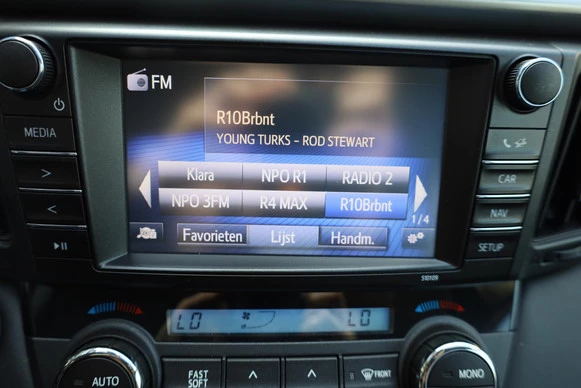 FM
R10Brbnt
YOUNG TURKS - ROD STEWART
Klara NPO R1 RADIO 2
NPO 3FM R4 MAX R10Brbnt
1/4
Favorieten Lijst Handm.
MEDIA
>
<
CAR
NAV
SETUP
LO LO
AUTO
FAST
SOFT
FRONT
MONO